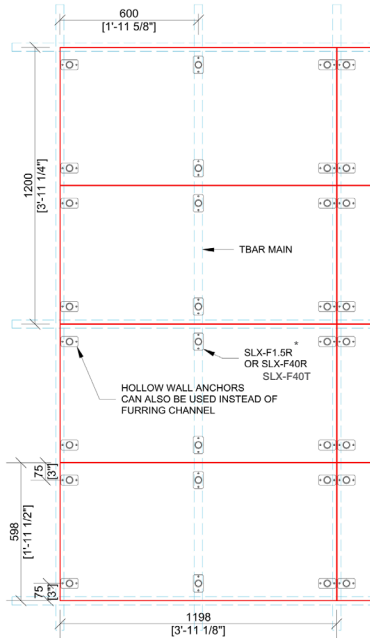 600
[1'-11 5/8"]
1200
[3'-11 1/4"]
TBAR MAIN
SLX-F1.5R*
OR SLX-F40R
SLX-F40T
HOLLOW WALL ANCHORS
CAN ALSO BE USED INSTEAD OF
FURRING CHANNEL
75
[3"]
598
[1'-11 1/2"]
75
[3"]
1198
[3'-11 1/8"]